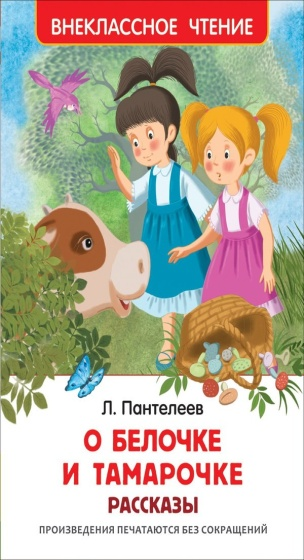 ВНЕКЛАССНОЕ ЧТЕНИЕ
Л. Пантелеев
О БЕЛОЧКЕ
И ТАМАРОЧКЕ
РАССКАЗЫ
ПРОИЗВЕДЕНИЯ ПЕЧАТАЮТСЯ БЕЗ СОКРАЩЕНИЙ